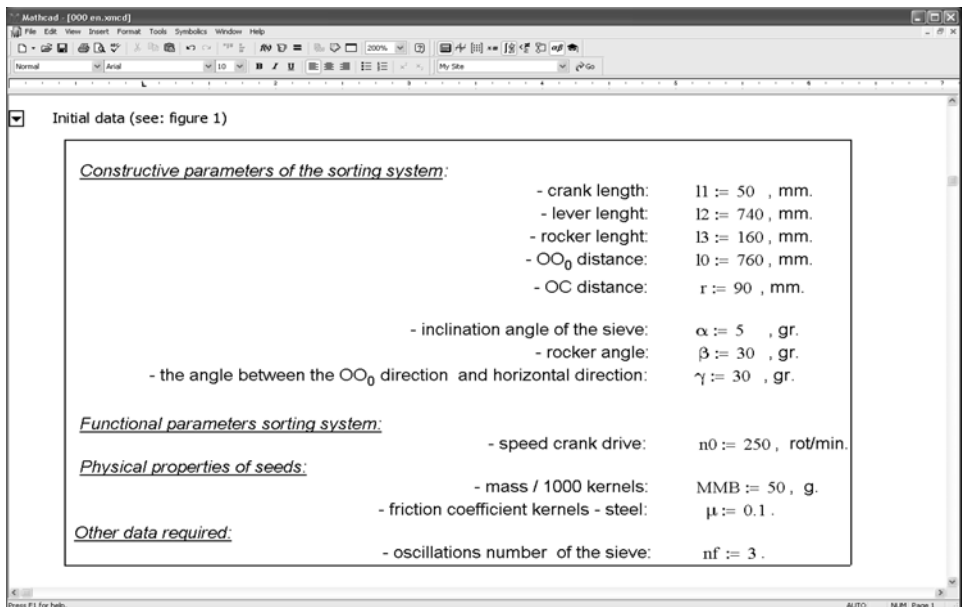 Mathcad - [000 en.xmcd]
File Edit View Insert Format Tools Symbolics Window Help
200%
Normal Arial 10 B I U My Site Go
Initial data (see: figure 1)
Constructive parameters of the sorting system:
- crank length: l1 := 50 , mm.
- lever lenght: l2 := 740 , mm.
- rocker lenght: l3 := 160 , mm.
- OO₀ distance: l0 := 760 , mm.
- OC distance: r := 90 , mm.
- inclination angle of the sieve: α := 5 , gr.
- rocker angle: β := 30 , gr.
- the angle between the OO₀ direction and horizontal direction: γ := 30 , gr.
Functional parameters sorting system:
- speed crank drive: n0 := 250 , rot/min.
Physical properties of seeds:
- mass / 1000 kernels: MMB := 50 , g.
- friction coefficient kernels - steel: μ := 0.1 .
Other data required:
- oscillations number of the sieve: nf := 3 .
Press F1 for help. AUTO NUM Page 1